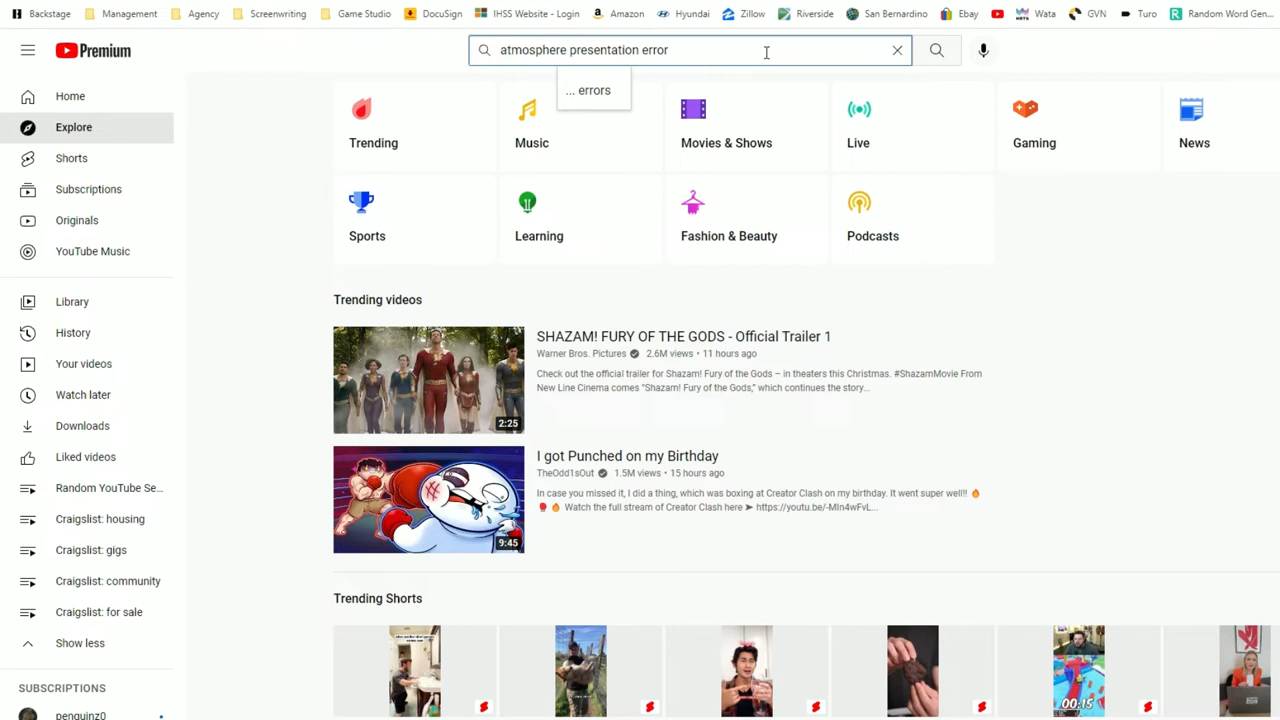 Backstage Management Agency Screenwriting Game Studio DocuSign IHSS Website - Login Amazon Hyundai Zillow Riverside San Bernardino Ebay Wata GVN Turo Random Word Gen...
Premium
atmosphere presentation error
... errors
Home
Explore
Shorts
Subscriptions
Originals
YouTube Music
Library
History
Your videos
Watch later
Downloads
Liked videos
Random YouTube Se...
Craigslist: housing
Craigslist: gigs
Craigslist: community
Craigslist: for sale
Show less
SUBSCRIPTIONS
penguinz0
Trending Music Movies & Shows Live Gaming News
Sports Learning Fashion & Beauty Podcasts
Trending videos
SHAZAM! FURY OF THE GODS - Official Trailer 1
Warner Bros. Pictures 2.6M views • 11 hours ago
Check out the official trailer for Shazam! Fury of the Gods – in theaters this Christmas. #ShazamMovie From
New Line Cinema comes “Shazam! Fury of the Gods,” which continues the story...
2:25
I got Punched on my Birthday
TheOdd1sOut 1.5M views • 15 hours ago
In case you missed it, I did a thing, which was boxing at Creator Clash on my birthday. It went super well!!
Watch the full stream of Creator Clash here ➤ https://youtu.be/-MIn4wFvL...
9:45
Trending Shorts
00:15